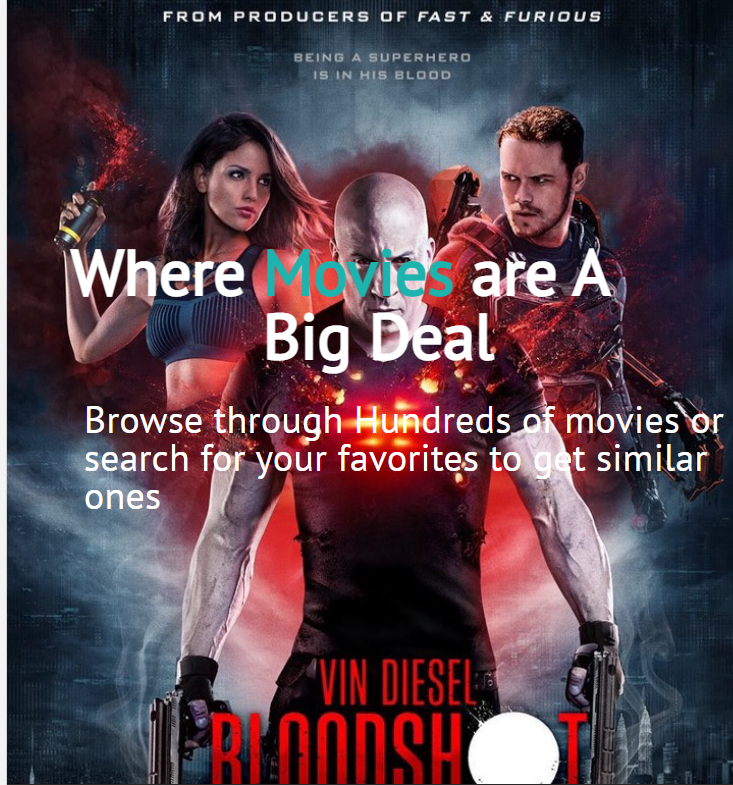 FROM PRODUCERS OF FAST & FURIOUS
BEING A SUPERHERO
IS IN HIS BLOOD
Where Movies are A
Big Deal
Browse through Hundreds of movies or
search for your favorites to get similar
ones
VIN DIESEL
BLOODSHOT